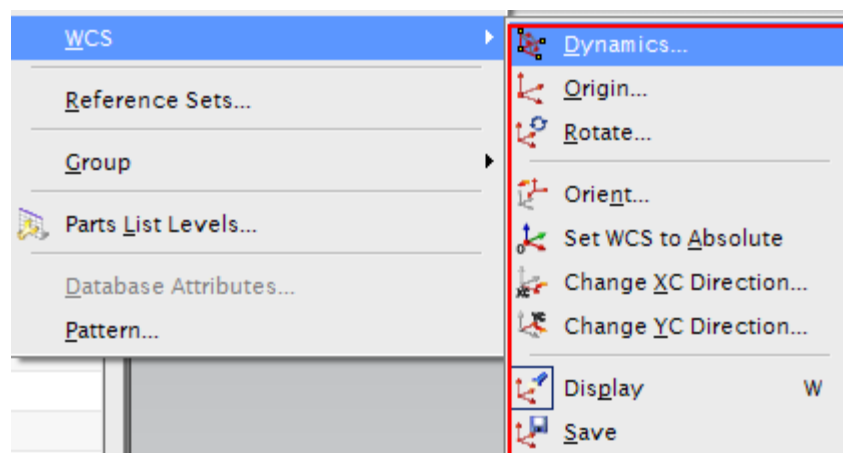 WCS
Reference Sets...
Group
Parts List Levels...
Database Attributes...
Pattern...
Dynamics...
Origin...
Rotate...
Orient...
Set WCS to Absolute
Change XC Direction...
Change YC Direction...
Display W
Save